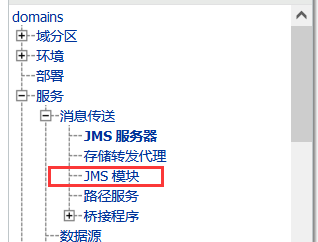 domains
域分区
环境
部署
服务
消息传送
JMS 服务器
存储转发代理
JMS 模块
路径服务
桥接程序
数据源